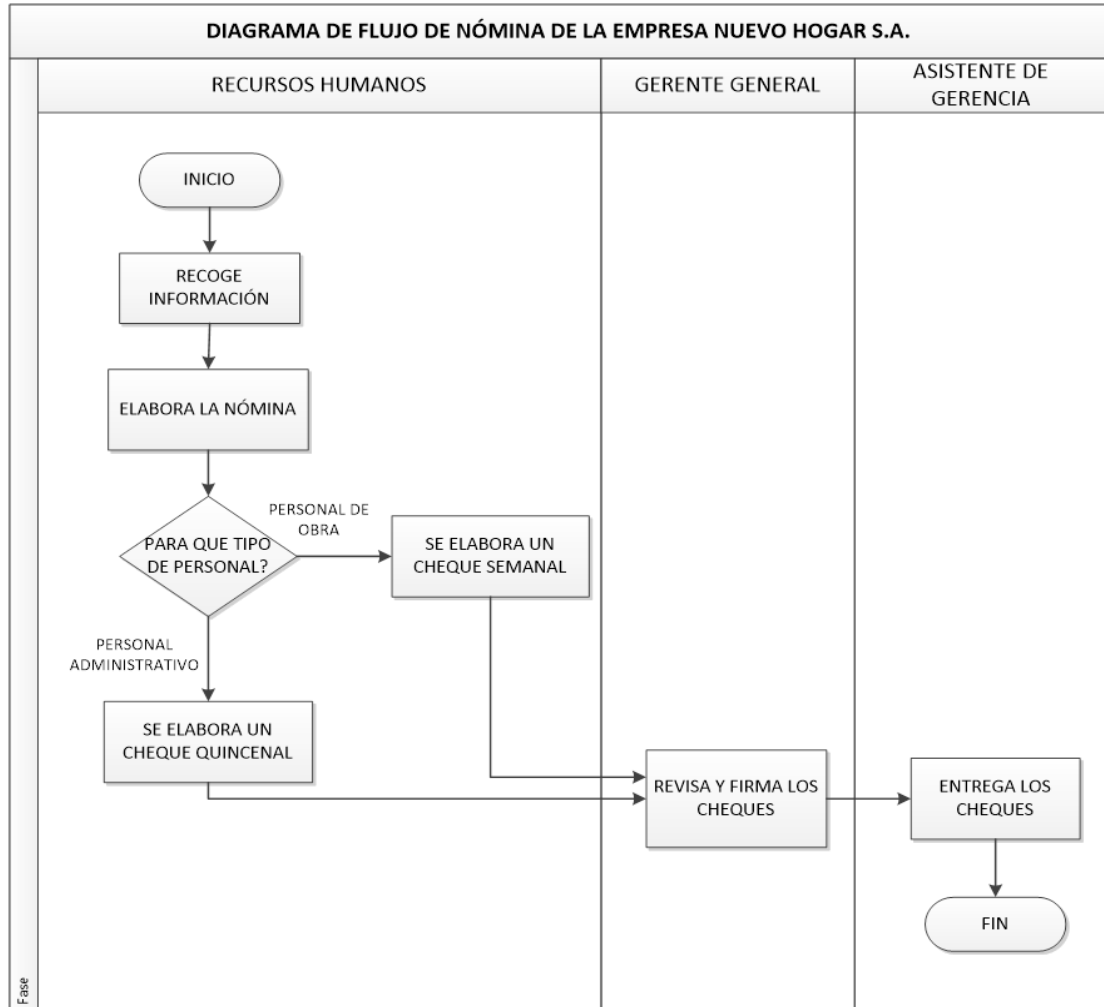 DIAGRAMA DE FLUJO DE NÓMINA DE LA EMPRESA NUEVO HOGAR S.A.
RECURSOS HUMANOS
GERENTE GENERAL
ASISTENTE DE
GERENCIA
INICIO
RECOGE
INFORMACIÓN
ELABORA LA NÓMINA
PARA QUE TIPO
DE PERSONAL?
PERSONAL DE
OBRA
SE ELABORA UN
CHEQUE SEMANAL
PERSONAL
ADMINISTRATIVO
SE ELABORA UN
CHEQUE QUINCENAL
REVISA Y FIRMA LOS
CHEQUES
ENTREGA LOS
CHEQUES
FIN
Fase